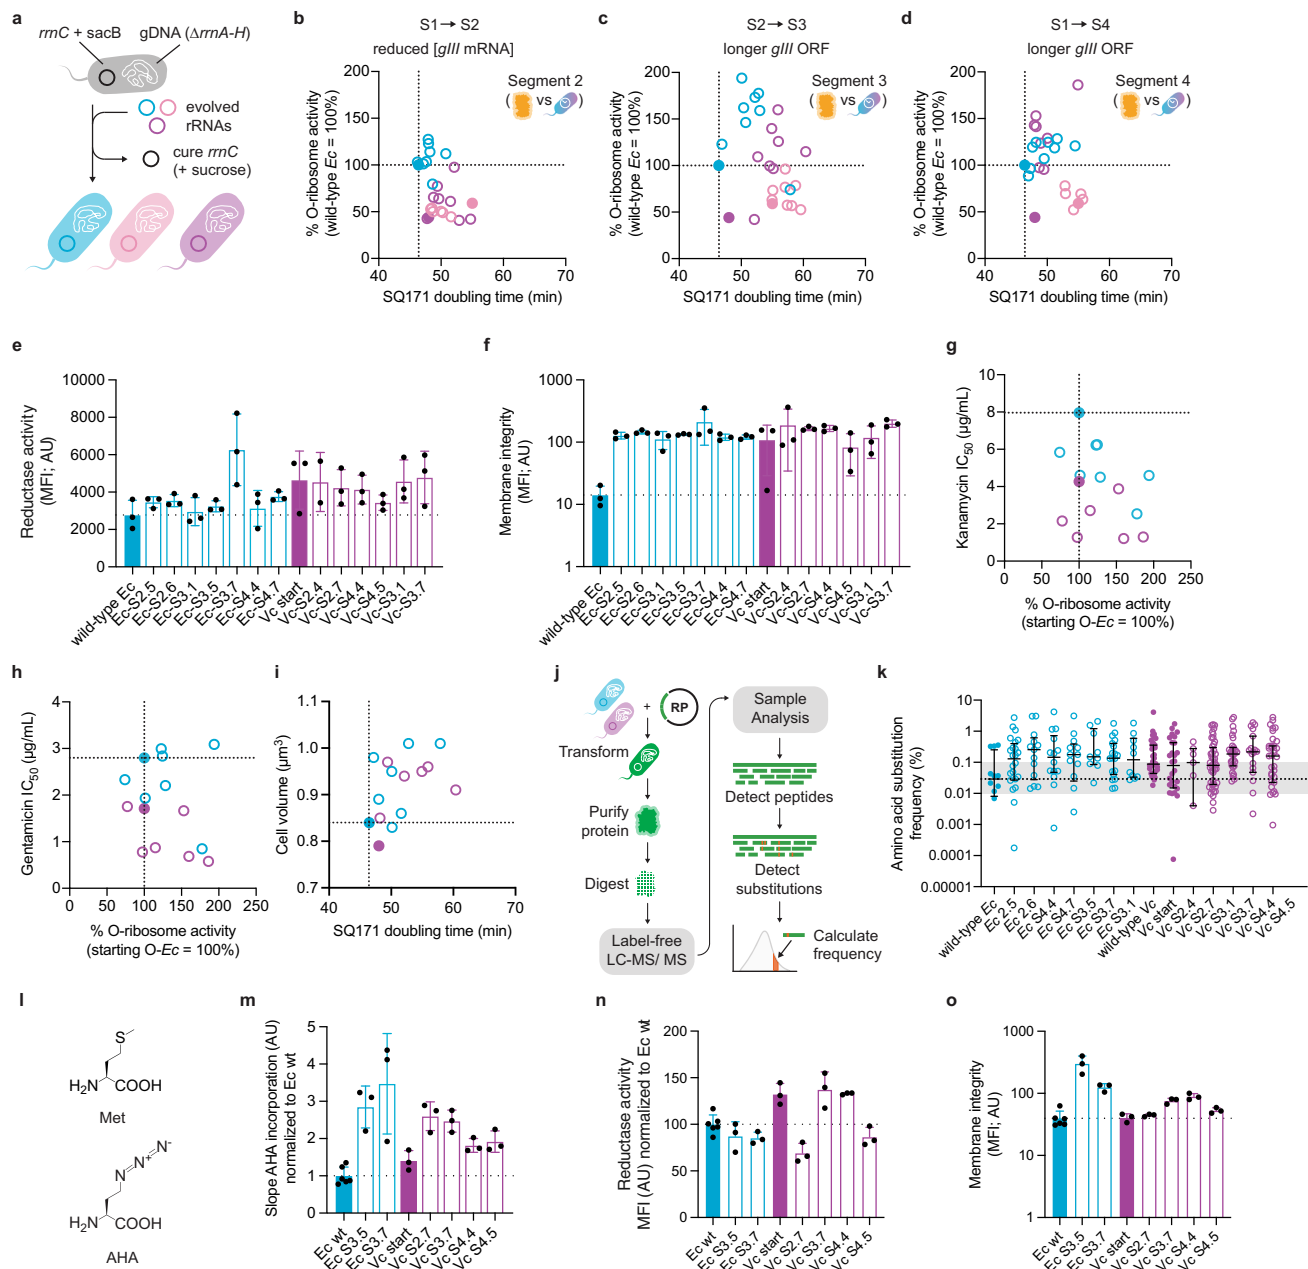 a
rrnC + sacB
gDNA (ΔrrnA-H)
evolved
rRNAs
cure rrnC
(+ sucrose)
b
S1 → S2
reduced [gIII mRNA]
Segment 2
( vs )
% O-ribosome activity
(wild-type Ec = 100%)
200
150
100
50
0
40
50
60
70
SQ171 doubling time (min)
c
S2 → S3
longer gIII ORF
Segment 3
( vs )
% O-ribosome activity
(wild-type Ec = 100%)
200
150
100
50
0
40
50
60
70
SQ171 doubling time (min)
d
S1 → S4
longer gIII ORF
Segment 4
( vs )
% O-ribosome activity
(wild-type Ec = 100%)
200
150
100
50
0
40
50
60
70
SQ171 doubling time (min)
e
Reductase activity
(MFI; AU)
10000
8000
6000
4000
2000
0
wild-type Ec
Ec-S2.5
Ec-S2.6
Ec-S3.1
Ec-S3.5
Ec-S3.7
Ec-S4.4
Ec-S4.7
Vc start
Vc-S2.4
Vc-S2.7
Vc-S4.4
Vc-S4.5
Vc-S3.1
Vc-S3.7
f
Membrane integrity
(MFI; AU)
1000
100
10
1
wild-type Ec
Ec-S2.5
Ec-S2.6
Ec-S3.1
Ec-S3.5
Ec-S3.7
Ec-S4.4
Ec-S4.7
Vc start
Vc-S2.4
Vc-S2.7
Vc-S4.4
Vc-S4.5
Vc-S3.1
Vc-S3.7
g
Kanamycin IC50 (µg/mL)
10
8
6
4
2
0
0
50
100
150
200
250
% O-ribosome activity
(starting O-Ec = 100%)
h
Gentamicin IC50 (µg/mL)
4
3
2
1
0
0
50
100
150
200
250
% O-ribosome activity
(starting O-Ec = 100%)
i
Cell volume (µm³)
1.1
1.0
0.9
0.8
0.7
40
50
60
70
SQ171 doubling time (min)
j
+
RP
Transform
Purify
protein
Digest
Label-free
LC-MS/ MS
Sample
Analysis
Detect peptides
Detect
substitutions
Calculate
frequency
k
Amino acid substitution
frequency (%)
10
1
0.1
0.01
0.001
0.0001
0.00001
wild-type Ec
Ec 2.5
Ec 2.6
Ec S4.4
Ec S4.7
Ec S3.5
Ec S3.7
Ec S3.1
wild-type Vc
Vc start
Vc S2.4
Vc S2.7
Vc S3.1
Vc S3.7
Vc S4.4
Vc S4.5
l
S
H2N
COOH
Met
N⁻
N⁺
N
H2N
COOH
AHA
m
Slope AHA incorporation (AU)
normalized to Ec wt
5
4
3
2
1
0
Ec wt
Ec S3.5
Ec S3.7
Vc start
Vc S2.7
Vc S3.7
Vc S4.4
Vc S4.5
n
Reductase activity
MFI (AU) normalized to Ec wt
200
150
100
50
0
Ec wt
Ec S3.5
Ec S3.7
Vc start
Vc S2.7
Vc S3.7
Vc S4.4
Vc S4.5
o
Membrane integrity
(MFI; AU)
1000
100
10
1
Ec wt
Ec S3.5
Ec S3.7
Vc start
Vc S2.7
Vc S3.7
Vc S4.4
Vc S4.5